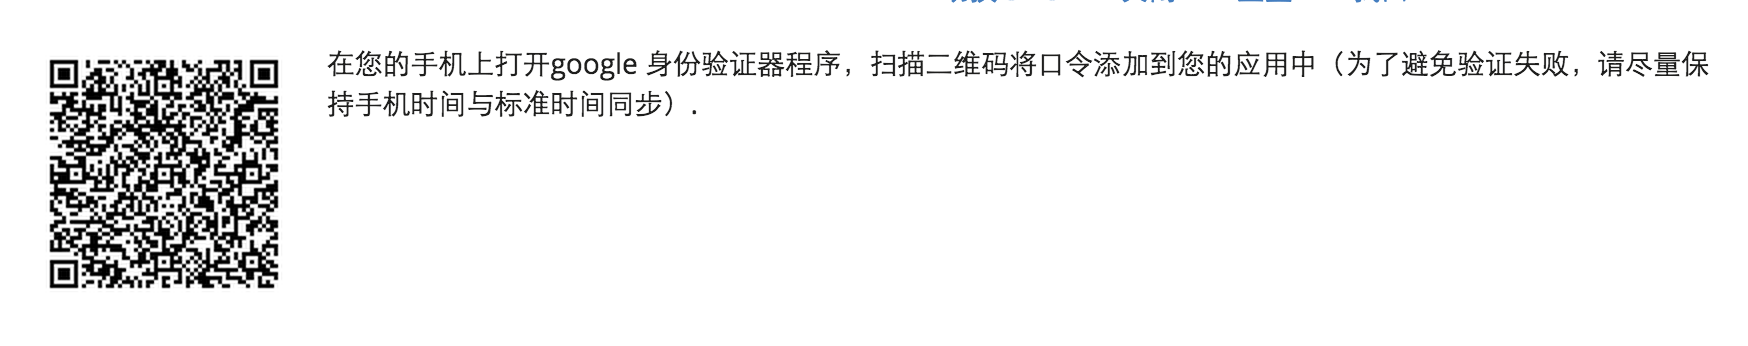 在您的手机上打开google 身份验证器程序，扫描二维码将口令添加到您的应用中（为了避免验证失败，请尽量保
持手机时间与标准时间同步）.